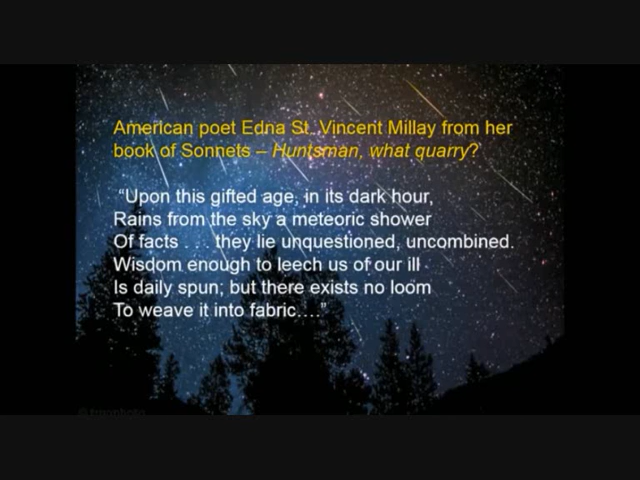 American poet Edna St. Vincent Millay from her
book of Sonnets – Huntsman, what quarry?
“Upon this gifted age, in its dark hour,
Rains from the sky a meteoric shower
Of facts . . . . they lie unquestioned, uncombined.
Wisdom enough to leech us of our ill
Is daily spun; but there exists no loom
To weave it into fabric….”